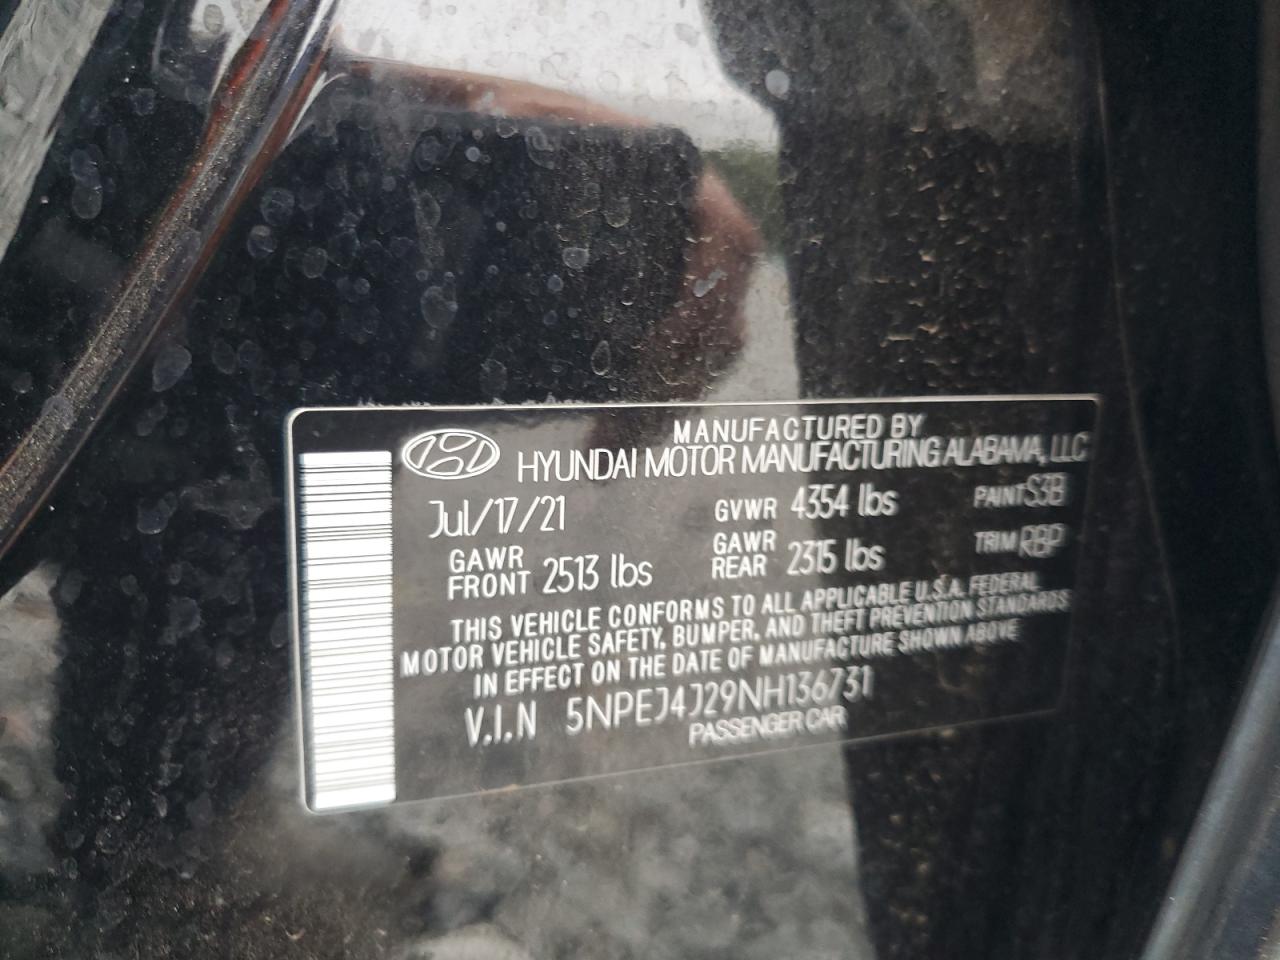 MANUFACTURED BY
HYUNDAI MOTOR MANUFACTURING ALABAMA, LLC
Jul/17/21 GVWR 4354 lbs PAINT S3B
GAWR FRONT 2513 lbs GAWR REAR 2315 lbs TRIM RBP
THIS VEHICLE CONFORMS TO ALL APPLICABLE U.S.A. FEDERAL
MOTOR VEHICLE SAFETY, BUMPER, AND THEFT PREVENTION STANDARDS
IN EFFECT ON THE DATE OF MANUFACTURE SHOWN ABOVE
V.I.N 5NPEJ4J29NH136731
PASSENGER CAR